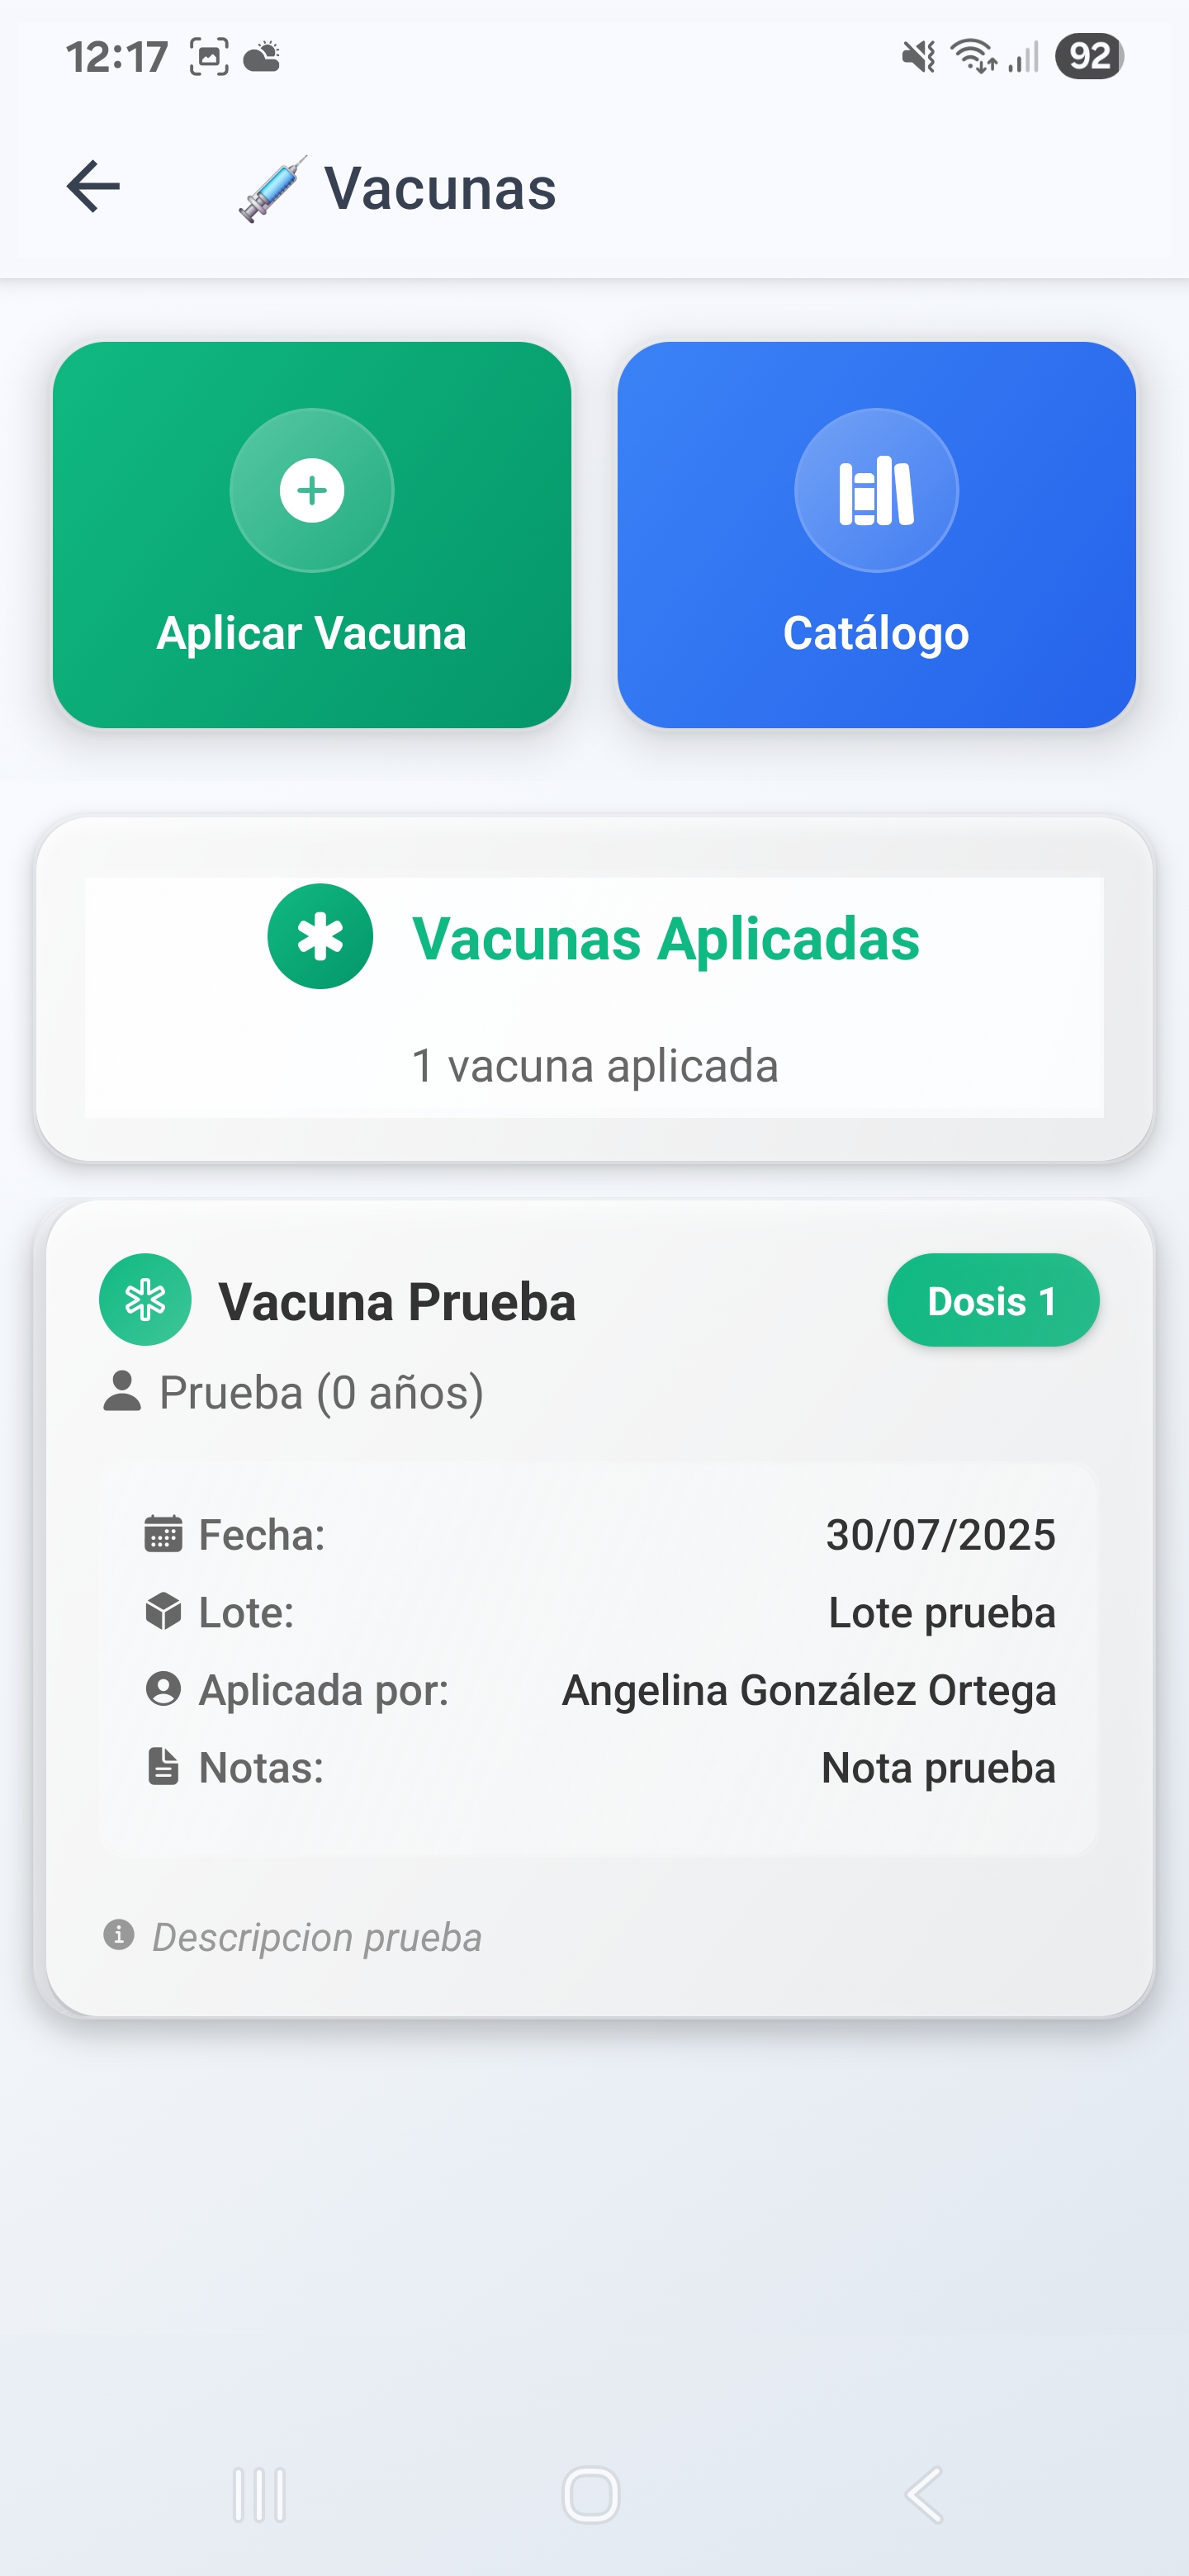 12:17
92
Vacunas
Aplicar Vacuna
Catálogo
Vacunas Aplicadas
1 vacuna aplicada
Vacuna Prueba
Dosis 1
Prueba (0 años)
Fecha: 30/07/2025
Lote: Lote prueba
Aplicada por: Angelina González Ortega
Notas: Nota prueba
Descripcion prueba